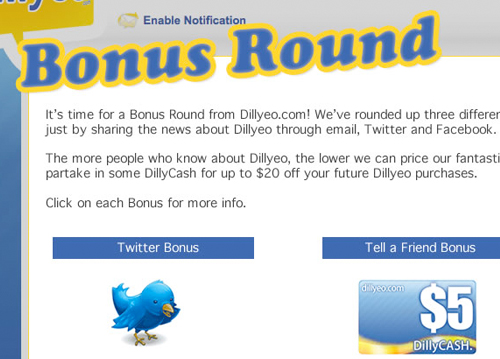 Enable Notification
Bonus Round
It's time for a Bonus Round from Dillyeo.com! We've rounded up three
just by sharing the news about Dillyeo through email, Twitter and Facebook.
The more people who know about Dillyeo, the lower we can price our
partake in some DillyCash for up to $20 off your future Dillyeo purchases.
Click on each Bonus for more info.
Twitter Bonus
Tell a Friend Bonus
dillyeo.com
$5
DillyCASH.